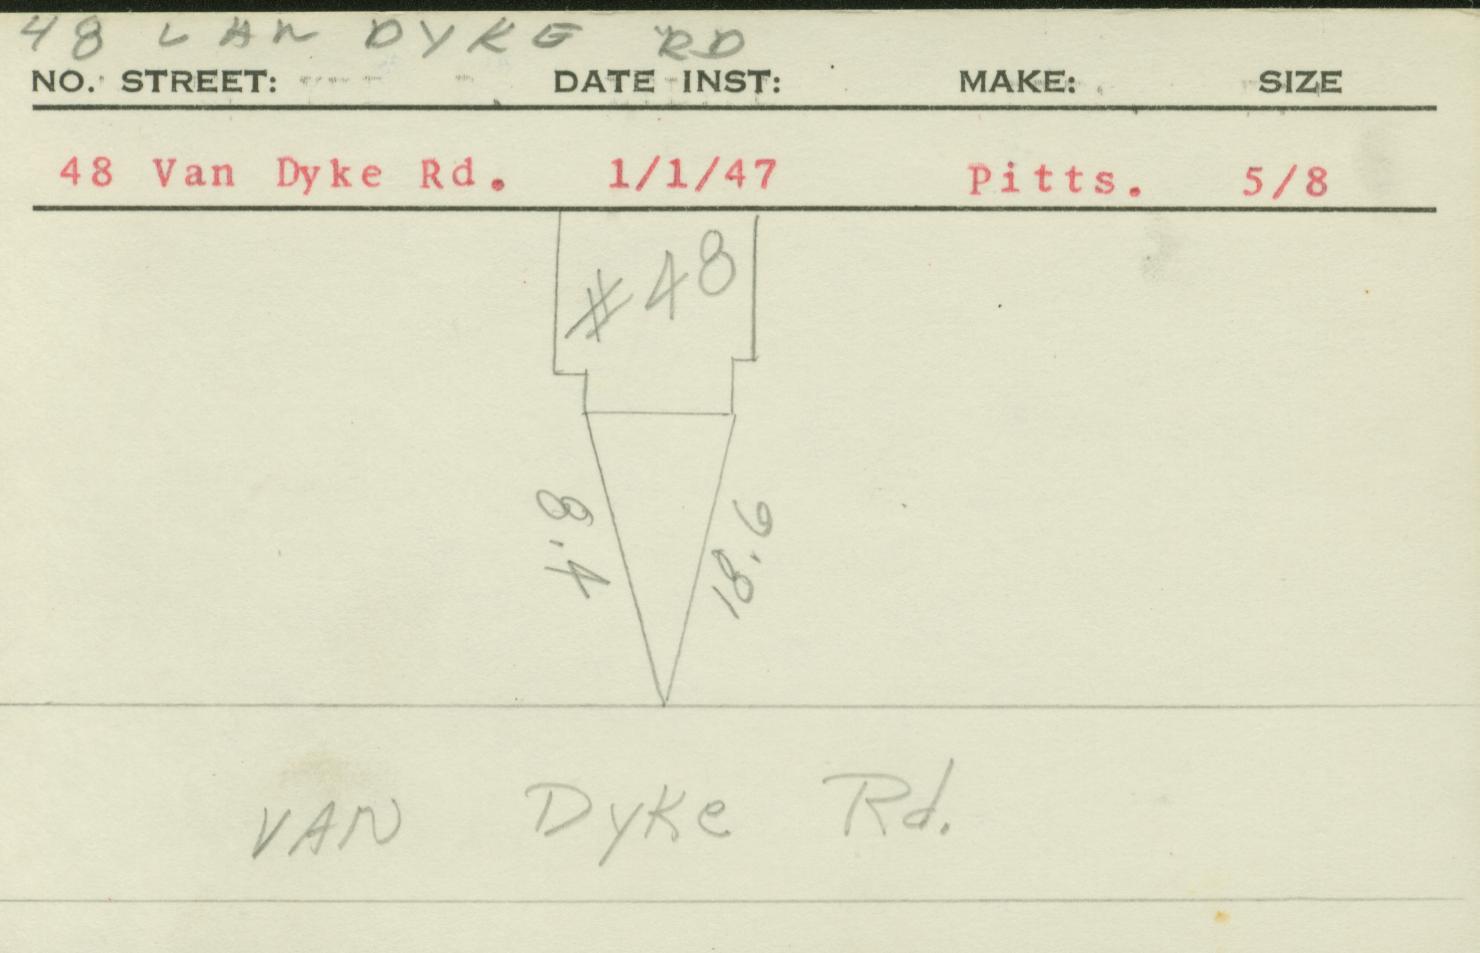 48 VAN DYKE RD
NO. STREET: DATE INST: MAKE: SIZE
48 Van Dyke Rd. 1/1/47 Pitts. 5/8
#48
8.4
18.6
VAN Dyke Rd.